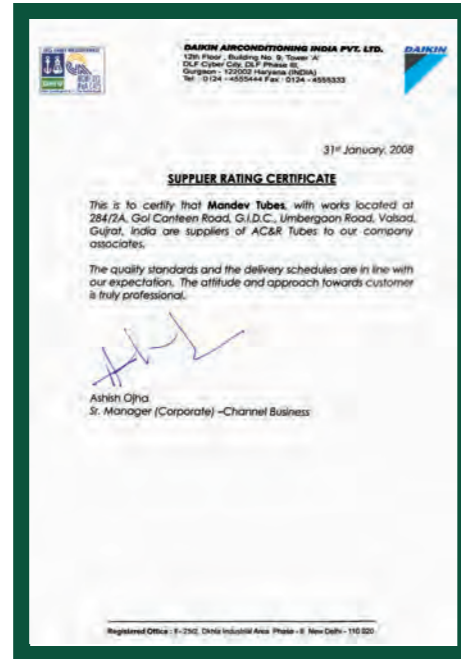 DAIKIN AIRCONDITIONING INDIA PVT. LTD.
12th Floor, Building No. 9, Tower 'A'
DLF Cyber City, DLF Phase III,
Gurgaon - 122002 Haryana (INDIA)
Tel : 0124 - 4555444 Fax : 0124 - 4555333
DAIKIN
31st January, 2008
SUPPLIER RATING CERTIFICATE
This is to certify that Mandev Tubes, with works located at
284/2A, Gol Canteen Road, G.I.D.C., Umbergaon Road, Valsad,
Gujrat, India are suppliers of AC&R Tubes to our company
associates.
The quality standards and the delivery schedules are in line with
our expectation. The attitude and approach towards customer
is truly professional.
Ashish Ojha
Sr. Manager (Corporate) –Channel Business
Registered Office : F-25/2, Okhla Industrial Area Phase - II New Delhi - 110 020